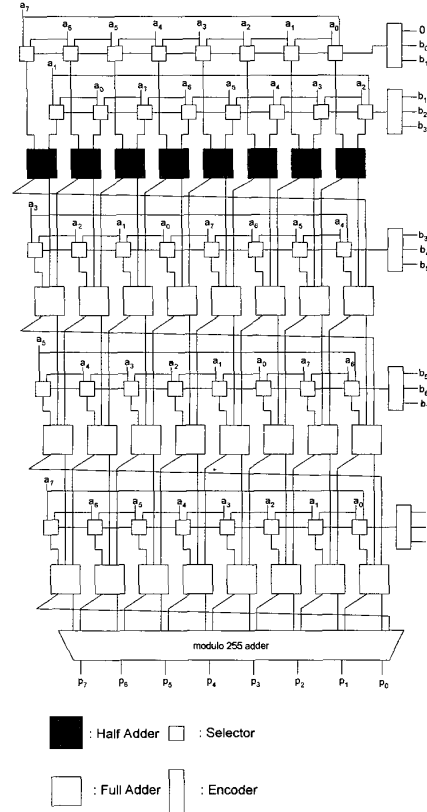 a7
a6 a5 a4 a3 a2 a1 a0
0
b0
b1
a1
a0 a7 a6 a5 a4 a3 a2
b1
b2
b3
a3
a2 a1 a0 a7 a6 a5 a4
b3
b5
a5
a4 a3 a2 a1 a0 a7 a6
b5
b6
a7
a6 a5 a4 a3 a2 a1 a0
modulo 255 adder
p7 p6 p5 p4 p3 p2 p1 p0
: Half Adder : Selector
: Full Adder : Encoder